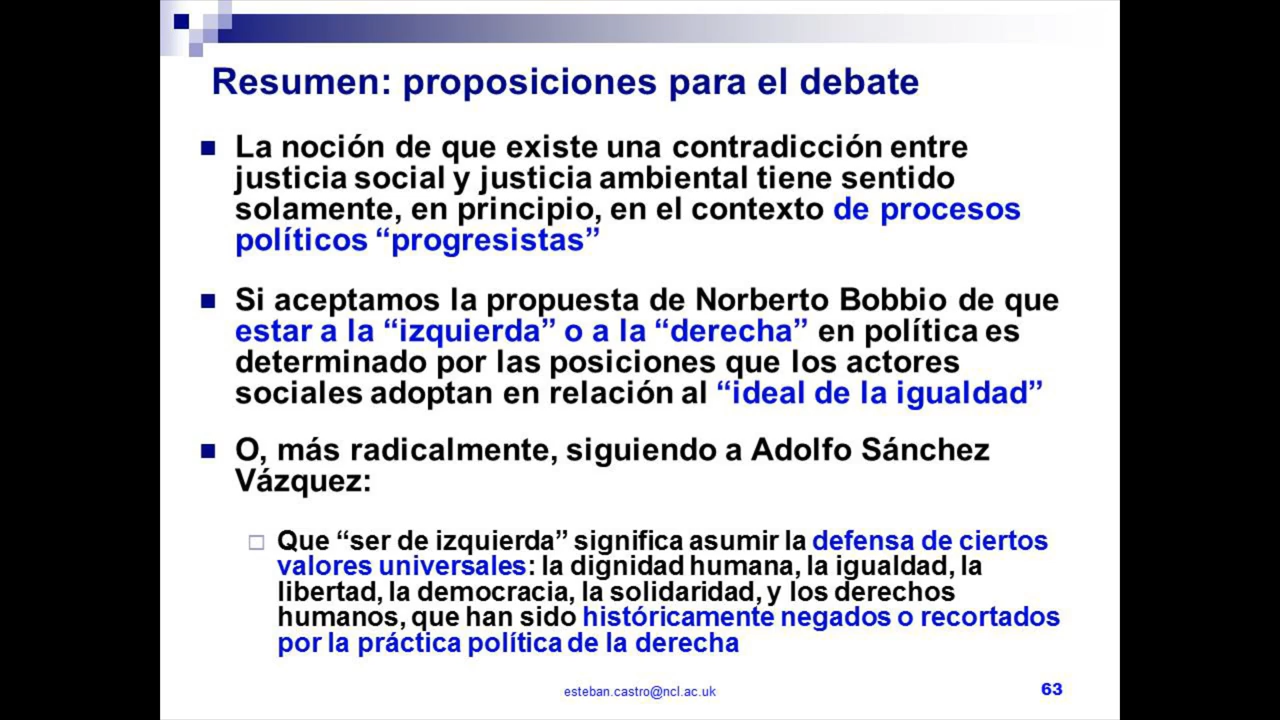 Resumen: proposiciones para el debate
La noción de que existe una contradicción entre
justicia social y justicia ambiental tiene sentido
solamente, en principio, en el contexto de procesos
políticos “progresistas”
Si aceptamos la propuesta de Norberto Bobbio de que
estar a la “izquierda” o a la “derecha” en política es
determinado por las posiciones que los actores
sociales adoptan en relación al “ideal de la igualdad”
O, más radicalmente, siguiendo a Adolfo Sánchez
Vázquez:
Que “ser de izquierda” significa asumir la defensa de ciertos
valores universales: la dignidad humana, la igualdad, la
libertad, la democracia, la solidaridad, y los derechos
humanos, que han sido históricamente negados o recortados
por la práctica política de la derecha
esteban.castro@ncl.ac.uk
63